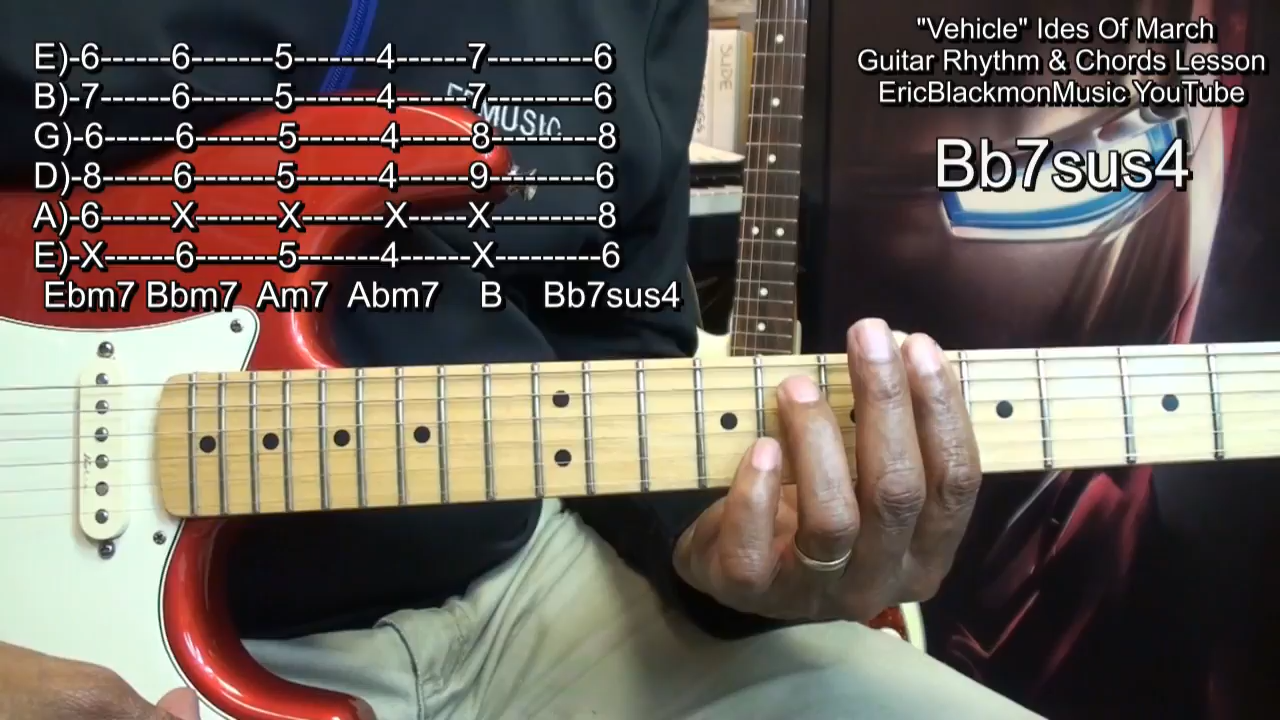 E)-6------6------5------4-----7--------6
B)-7------6------5------4-----7--------6
G)-6------6------5------4-----8--------8
D)-8------6------5------4-----9--------6
A)-6------X------X------X-----X--------8
E)-X------6------5------4-----X---------6
Ebm7 Bbm7 Am7 Abm7 B Bb7sus4
"Vehicle" Ides Of March
Guitar Rhythm & Chords Lesson
EricBlackmonMusic YouTube
Bb7sus4
MUSIC